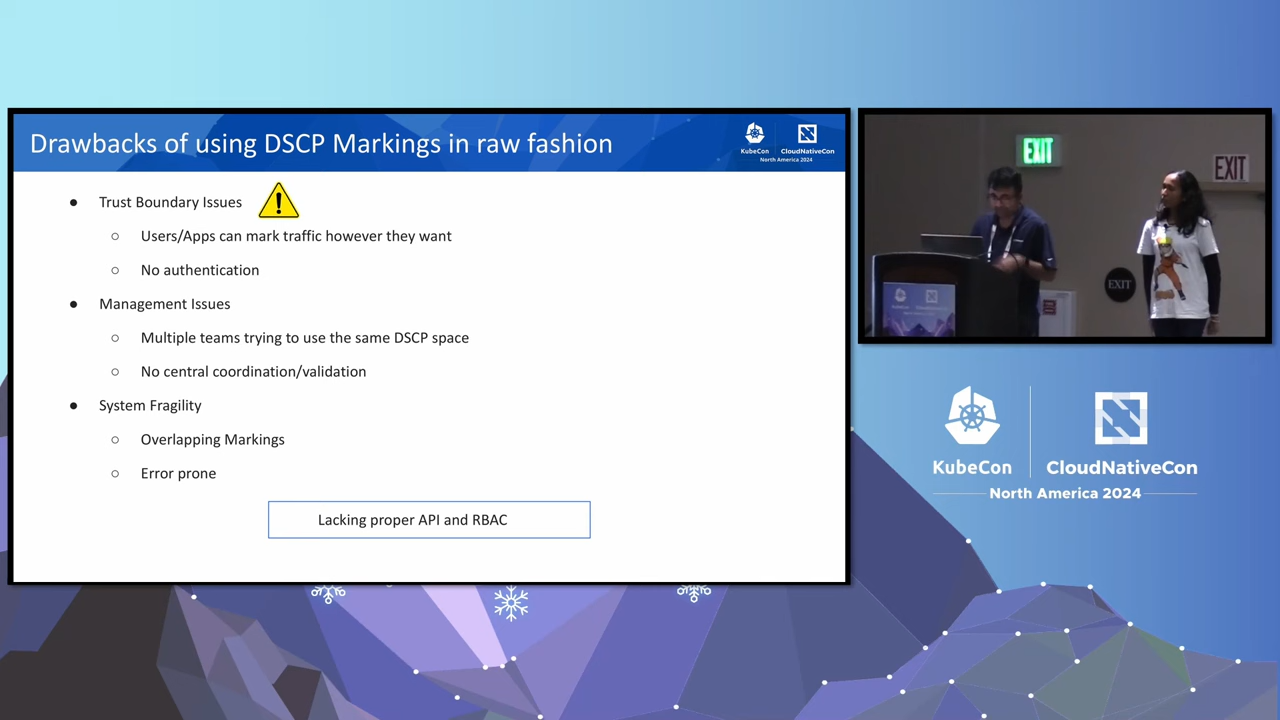 Drawbacks of using DSCP Markings in raw fashion
KubeCon
CloudNativeCon
North America 2024
● Trust Boundary Issues
○ Users/Apps can mark traffic however they want
○ No authentication
● Management Issues
○ Multiple teams trying to use the same DSCP space
○ No central coordination/validation
● System Fragility
○ Overlapping Markings
○ Error prone
Lacking proper API and RBAC
EXIT
EXIT
EXIT
KubeCon
CloudNativeCon
North America 2024